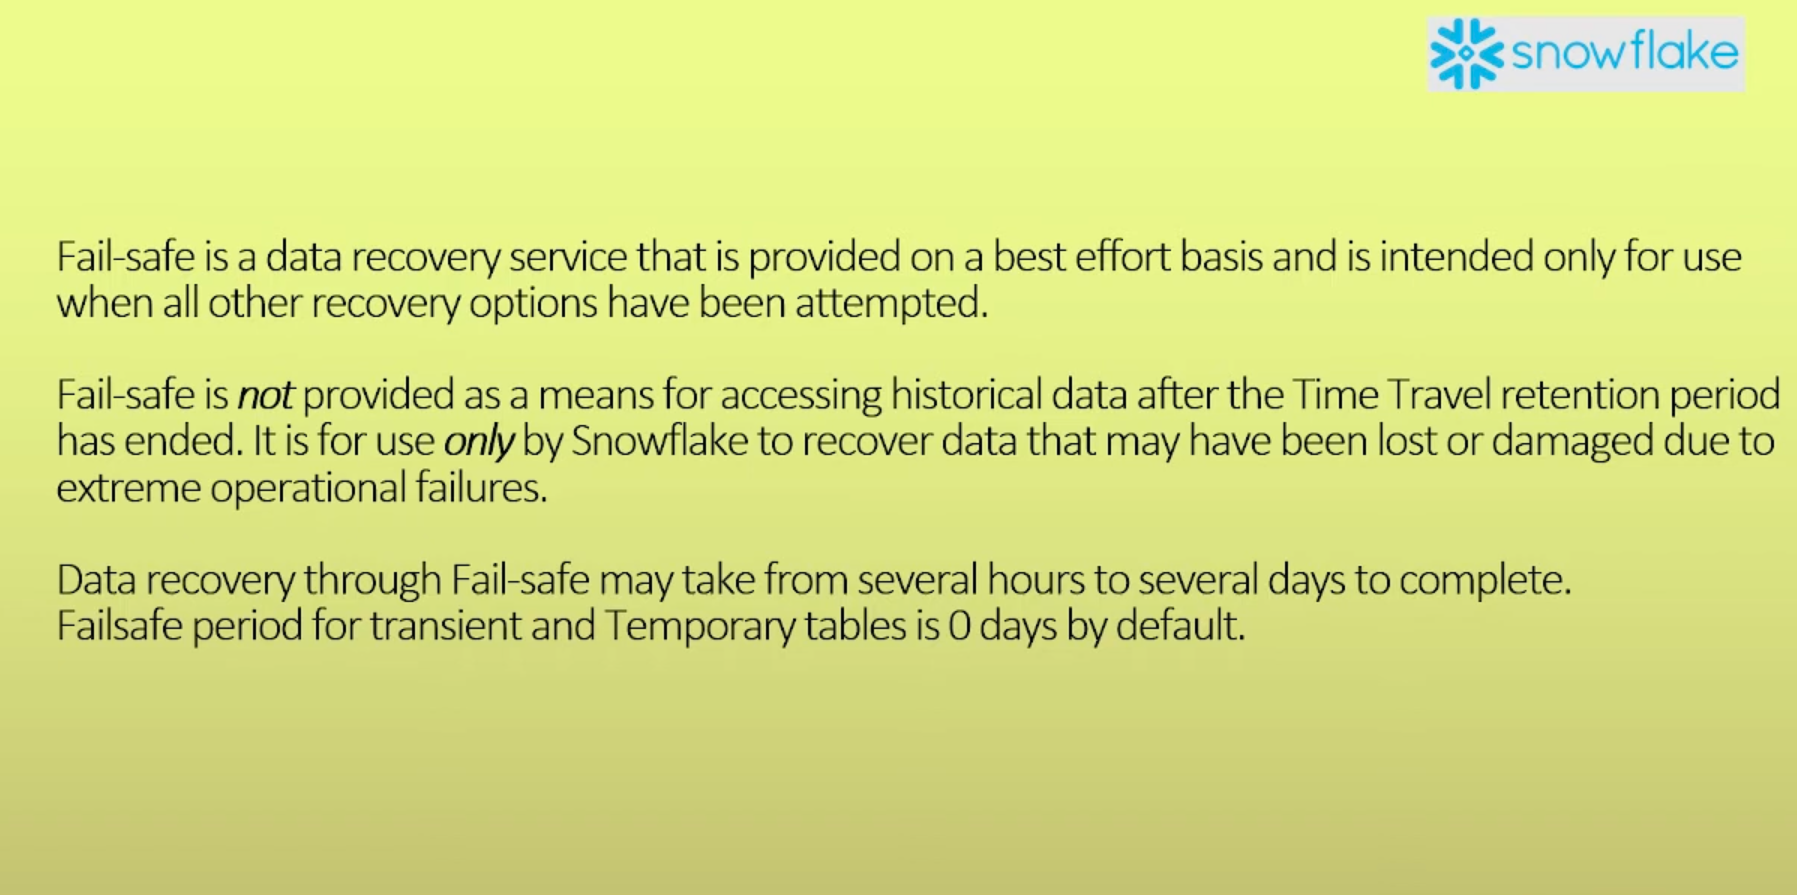 snowflake
Fail-safe is a data recovery service that is provided on a best effort basis and is intended only for use
when all other recovery options have been attempted.
Fail-safe is not provided as a means for accessing historical data after the Time Travel retention period
has ended. It is for use only by Snowflake to recover data that may have been lost or damaged due to
extreme operational failures.
Data recovery through Fail-safe may take from several hours to several days to complete.
Failsafe period for transient and Temporary tables is 0 days by default.